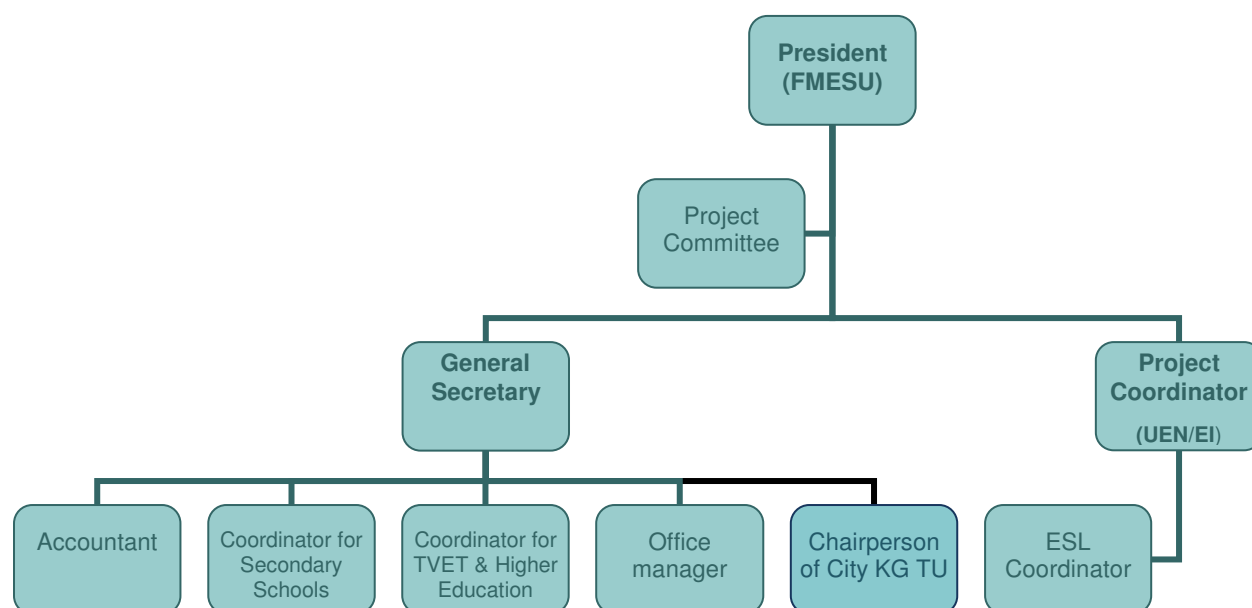 President
(FMESU)
Project
Committee
General
Secretary
Project
Coordinator
(UEN/EI)
Accountant
Coordinator for
Secondary
Schools
Coordinator for
TVET & Higher
Education
Office
manager
Chairperson
of City KG TU
ESL
Coordinator